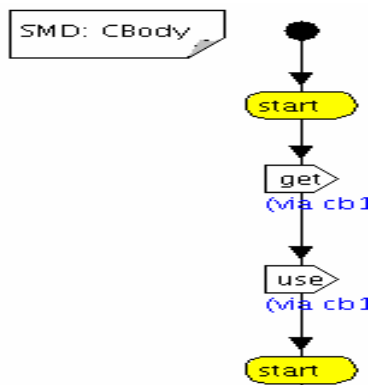 SMD: CBody
start
get
(via cb1
use
(via cb1
start